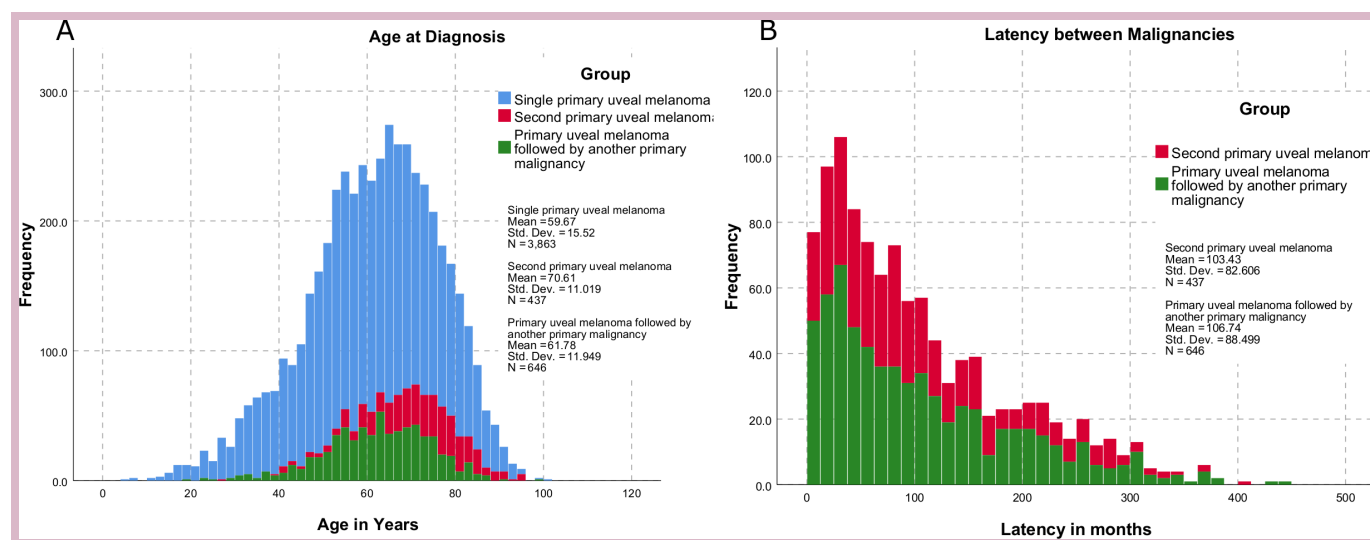 A
Age at Diagnosis
Frequency
300.0
200.0
100.0
0.0
0
20
40
60
80
100
120
Age in Years
Group
Single primary uveal melanoma
Second primary uveal melanoma
Primary uveal melanoma
followed by another primary
malignancy
Single primary uveal melanoma
Mean = 59.67
Std. Dev. = 15.52
N = 3,863
Second primary uveal melanoma
Mean = 70.61
Std. Dev. = 11.019
N = 437
Primary uveal melanoma followed by
another primary malignancy
Mean = 61.78
Std. Dev. = 11.949
N = 646
B
Latency between Malignancies
Frequency
120.0
100.0
80.0
60.0
40.0
20.0
0.0
0
100
200
300
400
500
Latency in months
Group
Second primary uveal melanom
Primary uveal melanoma
followed by another primary
malignancy
Second primary uveal melanoma
Mean = 103.43
Std. Dev. = 82.606
N = 437
Primary uveal melanoma followed by
another primary malignancy
Mean = 106.74
Std. Dev. = 88.499
N = 646